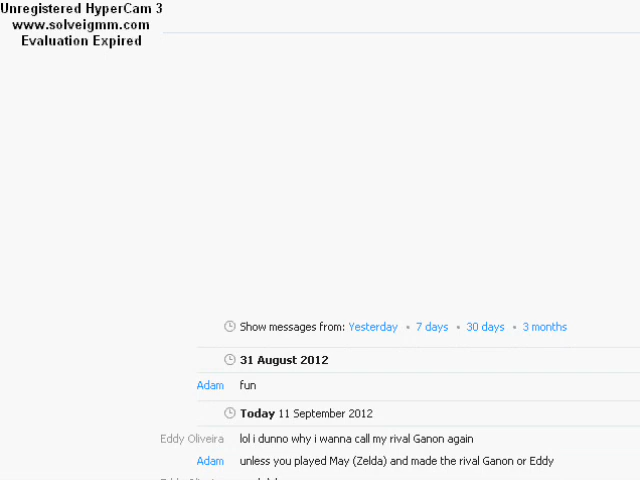 Unregistered HyperCam 3
www.solveigmm.com
Evaluation Expired
Show messages from: Yesterday • 7 days • 30 days • 3 months
31 August 2012
Adam fun
Today 11 September 2012
Eddy Oliveira lol i dunno why i wanna call my rival Ganon again
Adam unless you played May (Zelda) and made the rival Ganon or Eddy